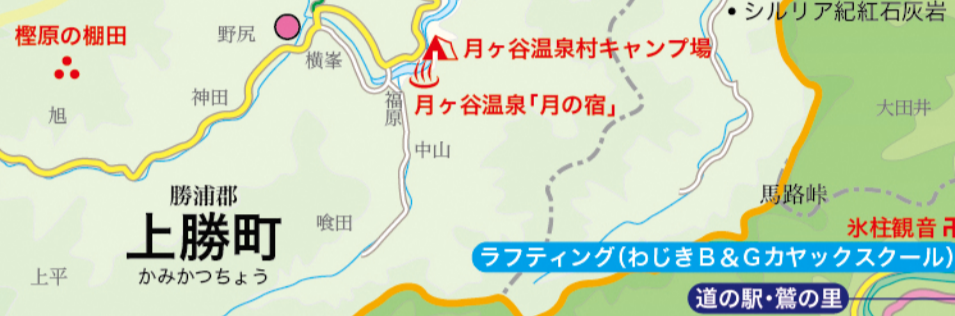 ・シルリア紀紅石灰岩
樫原の棚田
野尻
月ヶ谷温泉村キャンプ場
横峯
神田
福原
月ヶ谷温泉「月の宿」
旭
大田井
中山
勝浦郡
馬路峠
上勝町
喰田
氷柱観音
かみかつちょう
上平
ラフティング(わじきB&Gカヤックスクール)
道の駅・鷲の里